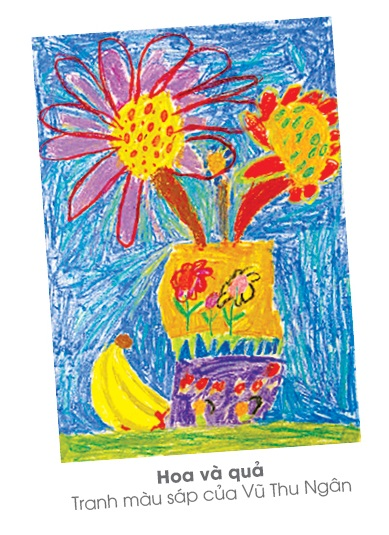 Hoa và quả
Tranh màu sáp của Vũ Thu Ngân